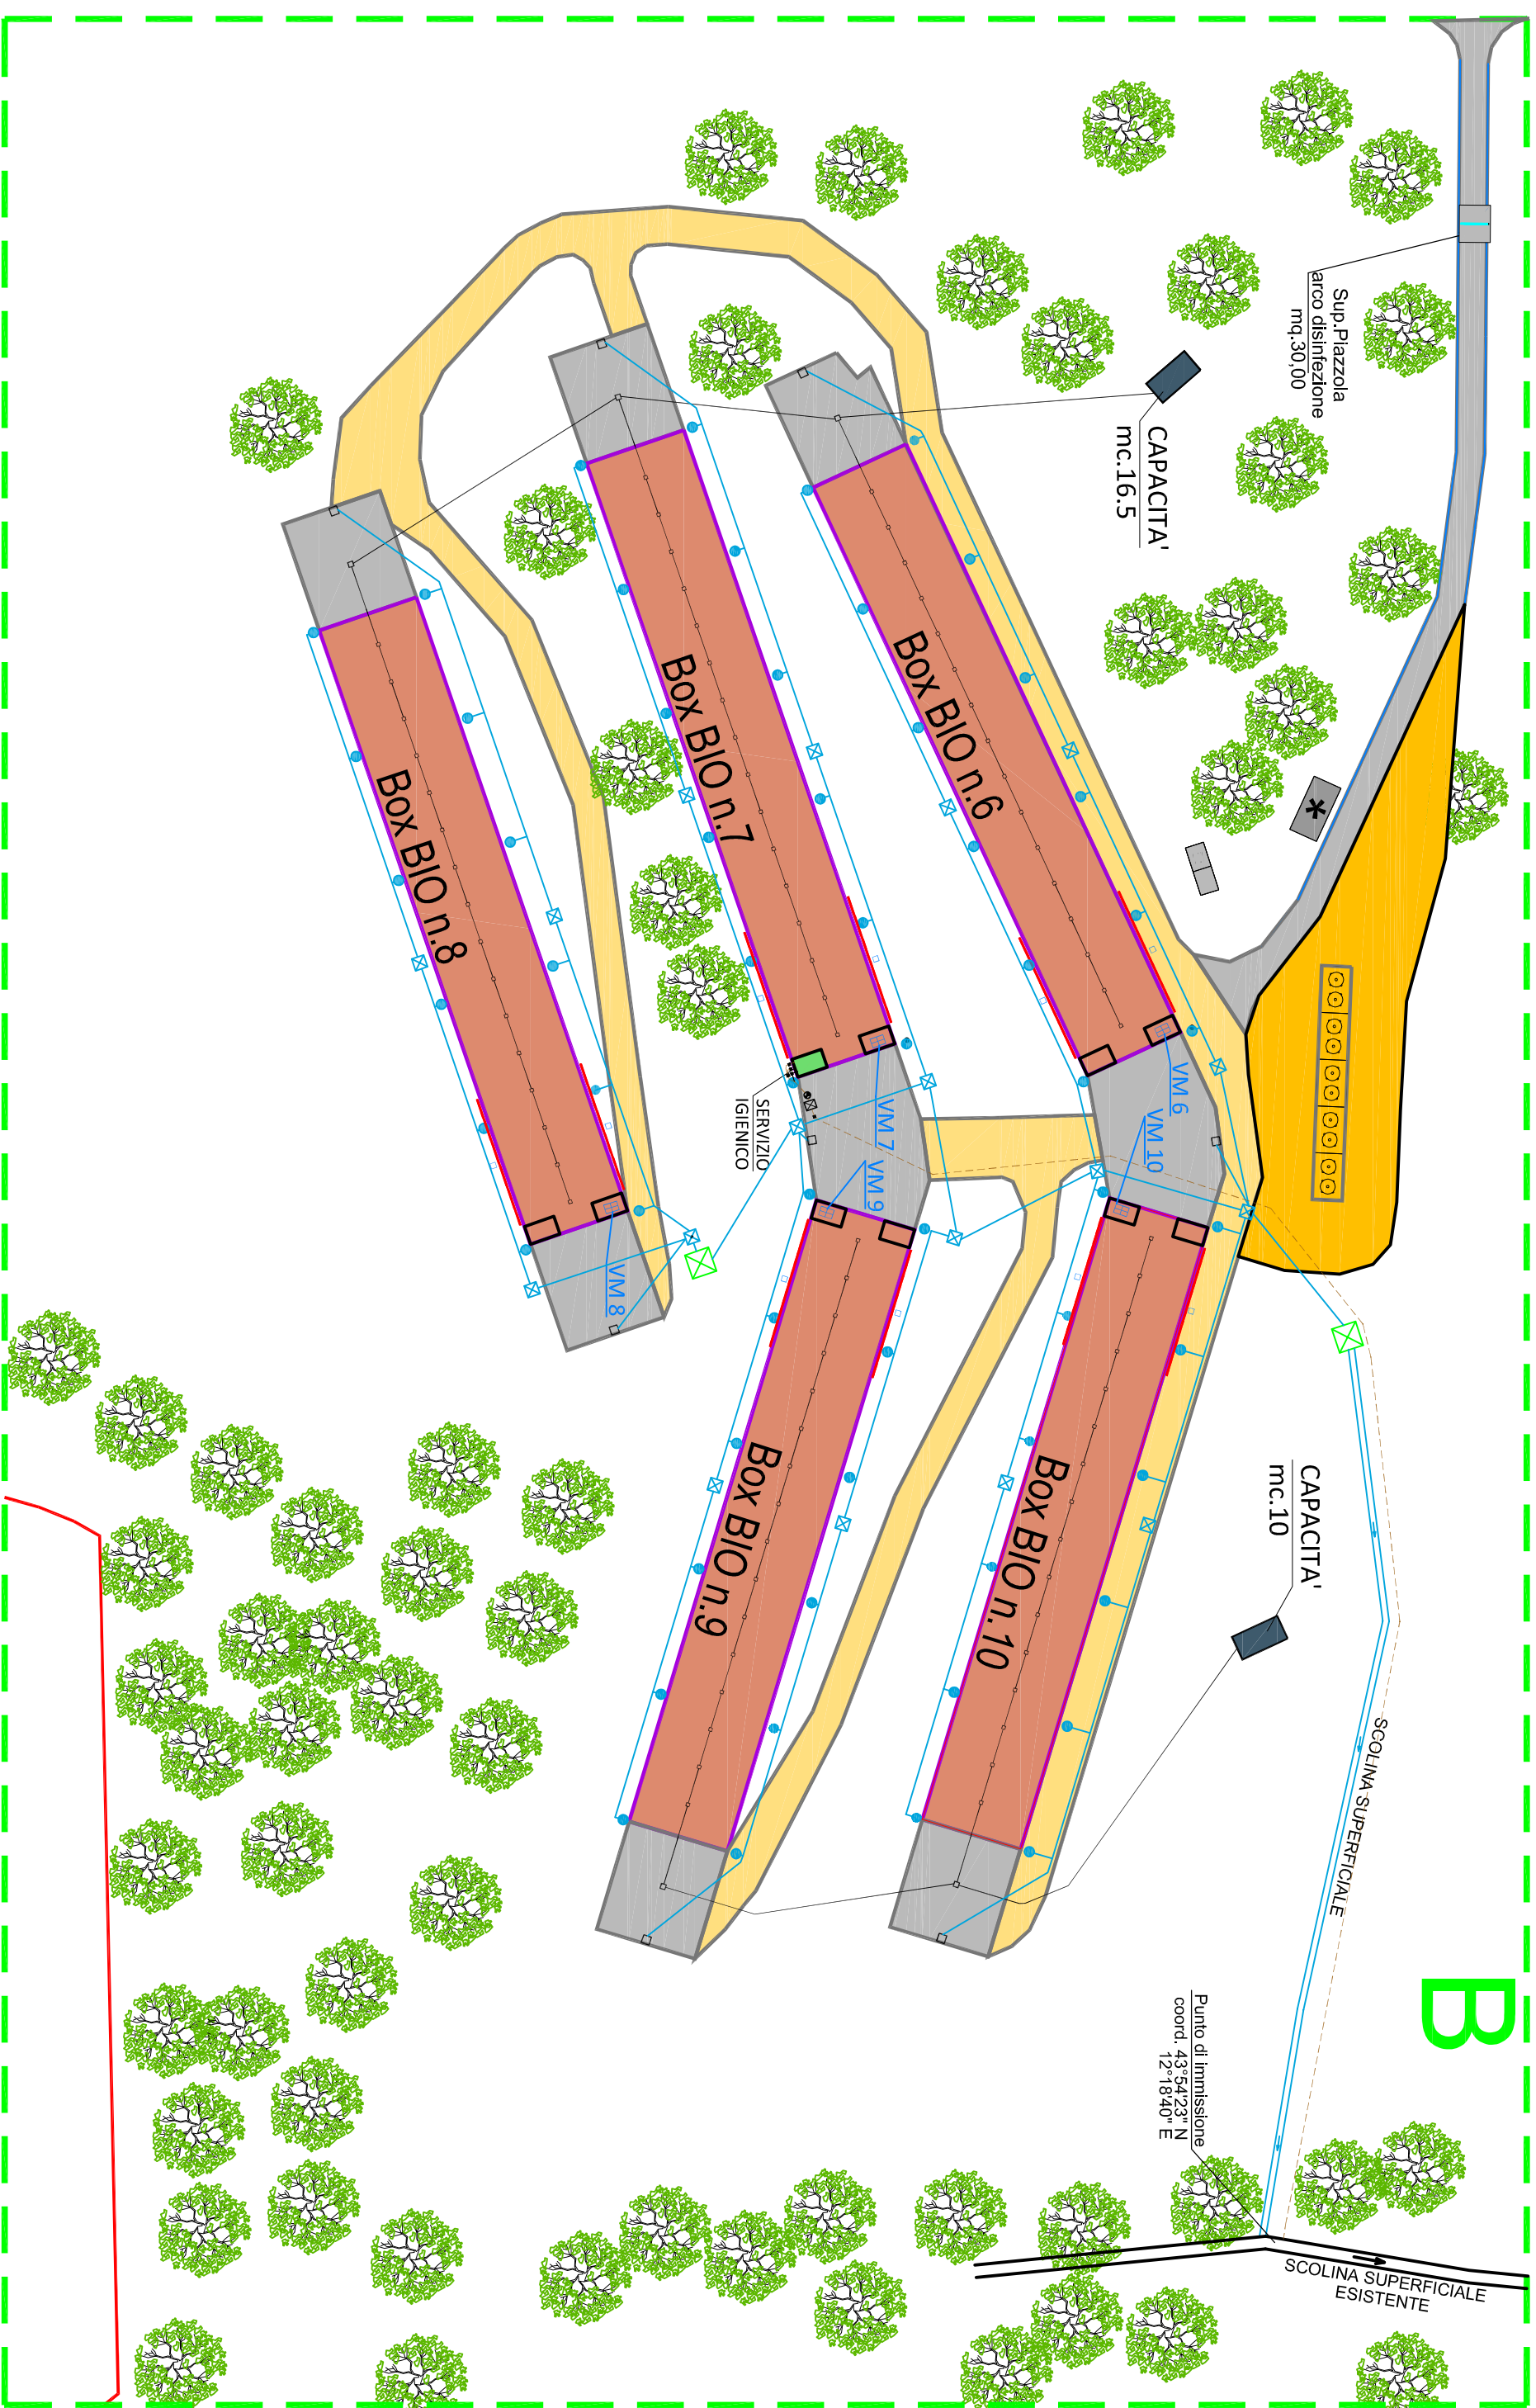 B
Sup.Piazzola
arco disinfezione
mq.30,00
CAPACITA'
mc.16.5
*
Box BIO n.6
Box BIO n.7
Box BIO n.8
VM 6
VM 10
VM 7
VM 9
VM 8
SERVIZIO
IGIENICO
Box BIO n.10
Box BIO n.9
CAPACITA'
mc.10
SCOLINA SUPERFICIALE
Punto di immissione
coord. 43°54'23" N
12°18'40" E
SCOLINA SUPERFICIALE
ESISTENTE